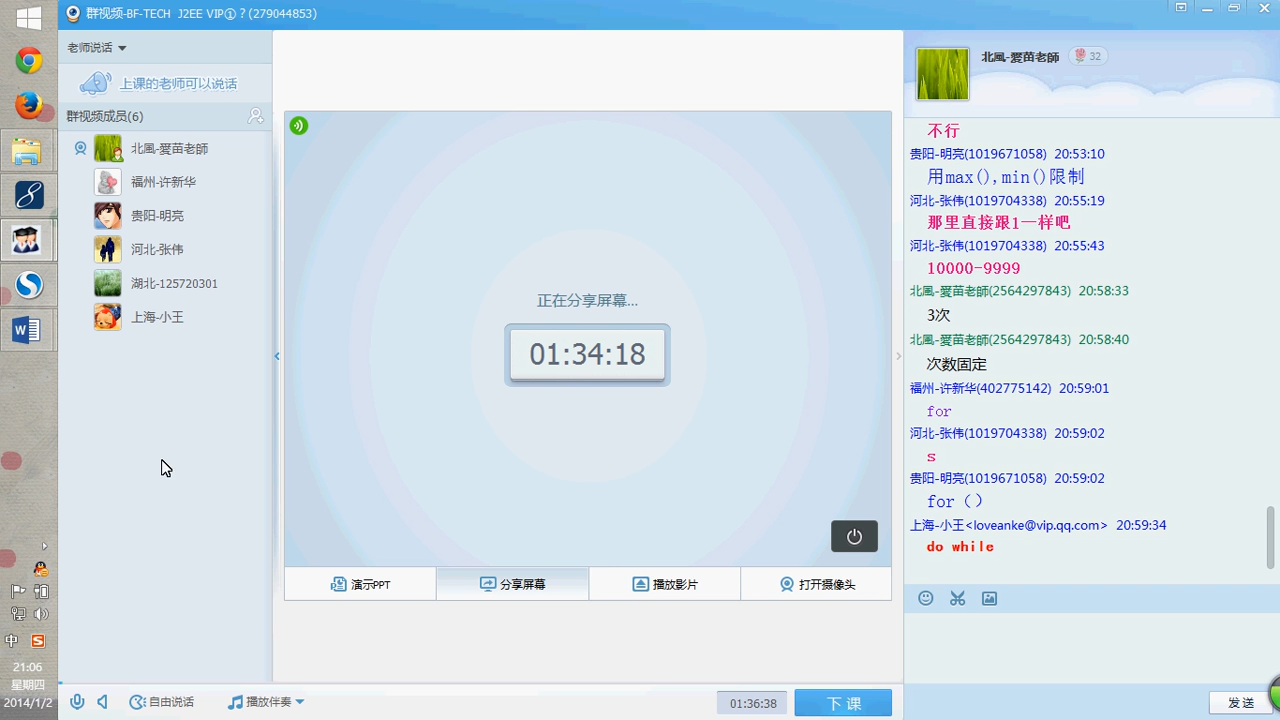 群视频-BF-TECH J2EE VIP①？(279044853)
老师说话
上课的老师可以说话
群视频成员(6)
北風-愛苗老師
福州-许新华
贵阳-明亮
河北-张伟
湖北-125720301
上海-小王
正在分享屏幕...
01:34:18
演示PPT
分享屏幕
播放影片
打开摄像头
自由说话
播放伴奏
01:36:38
下课
北風-愛苗老師
32
不行
贵阳-明亮(1019671058) 20:53:10
用max(),min()限制
河北-张伟(1019704338) 20:55:19
那里直接跟1一样吧
河北-张伟(1019704338) 20:55:43
10000-9999
北風-愛苗老師(2564297843) 20:58:33
3次
北風-愛苗老師(2564297843) 20:58:40
次数固定
福州-许新华(402775142) 20:59:01
for
河北-张伟(1019704338) 20:59:02
s
贵阳-明亮(1019671058) 20:59:02
for（）
上海-小王<loveanke@vip.qq.com> 20:59:34
do while
发送
中
21:06
星期四
2014/1/2